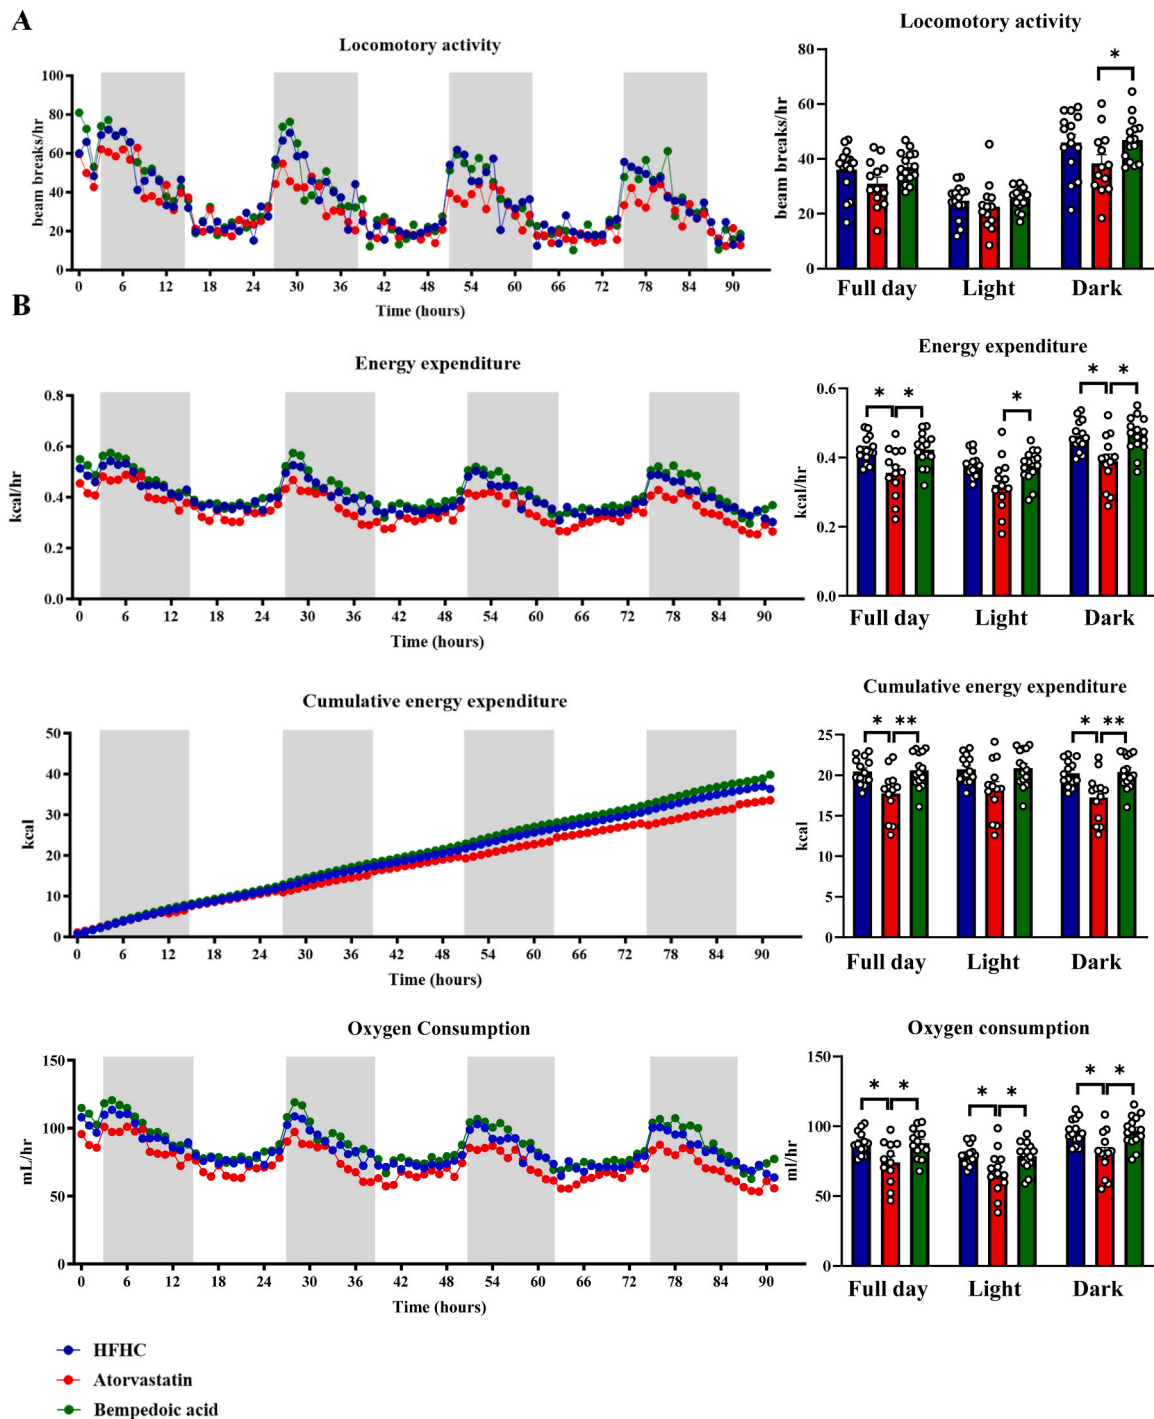 A
Locomotory activity
beam breaks/hr
100
80
60
40
20
0
0 6 12 18 24 30 36 42 48 54 60 66 72 78 84 90
Time (hours)
Locomotory activity
beam breaks/hr
80
60
40
20
0
*
Full day Light Dark
B
Energy expenditure
kcal/hr
0.8
0.6
0.4
0.2
0.0
0 6 12 18 24 30 36 42 48 54 60 66 72 78 84 90
Time (hours)
Energy expenditure
kcal/hr
0.6
0.4
0.2
0.0
* * * * *
Full day Light Dark
Cumulative energy expenditure
kcal
50
40
30
20
10
0
0 6 12 18 24 30 36 42 48 54 60 66 72 78 84 90
Time (hours)
Cumulative energy expenditure
kcal
25
20
15
10
5
0
* ** * **
Full day Light Dark
Oxygen Consumption
mL/hr
150
100
50
0
0 6 12 18 24 30 36 42 48 54 60 66 72 78 84 90
Time (hours)
Oxygen consumption
ml/hr
150
100
50
0
* * * * * *
Full day Light Dark
HFHC
Atorvastatin
Bempedoic acid